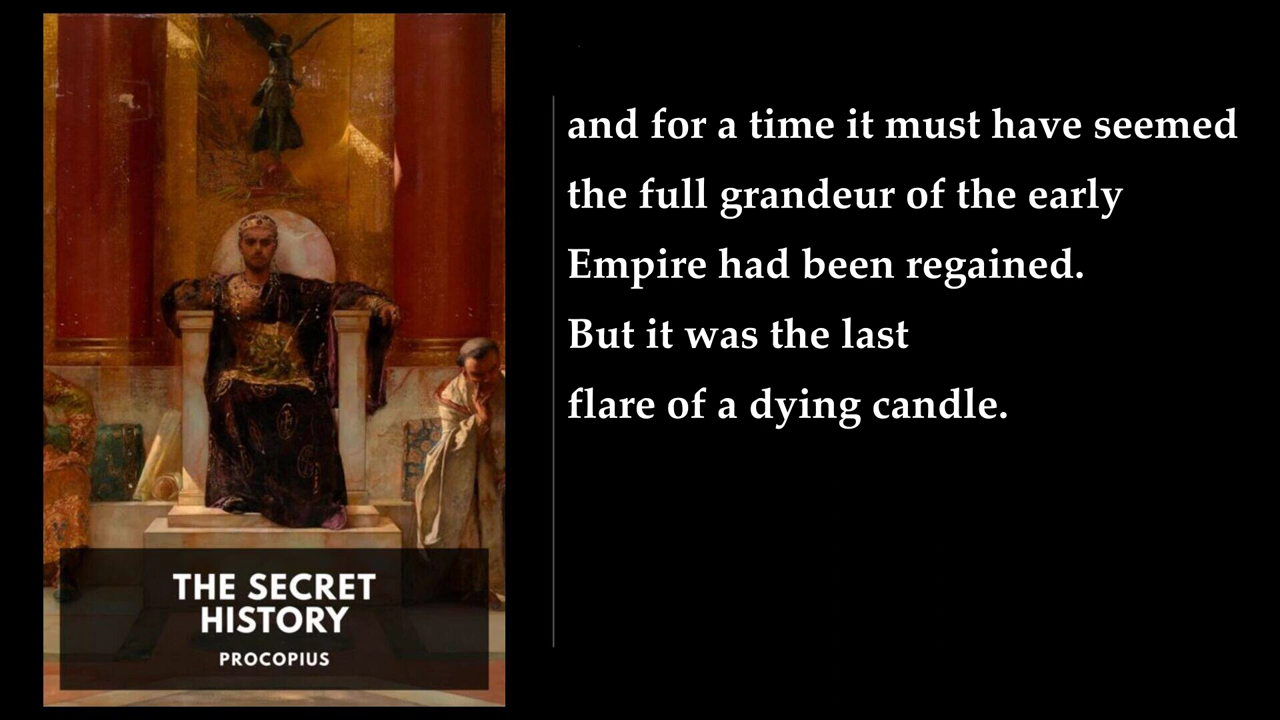 THE SECRET
HISTORY
PROCOPIUS
and for a time it must have seemed
the full grandeur of the early
Empire had been regained.
But it was the last
flare of a dying candle.